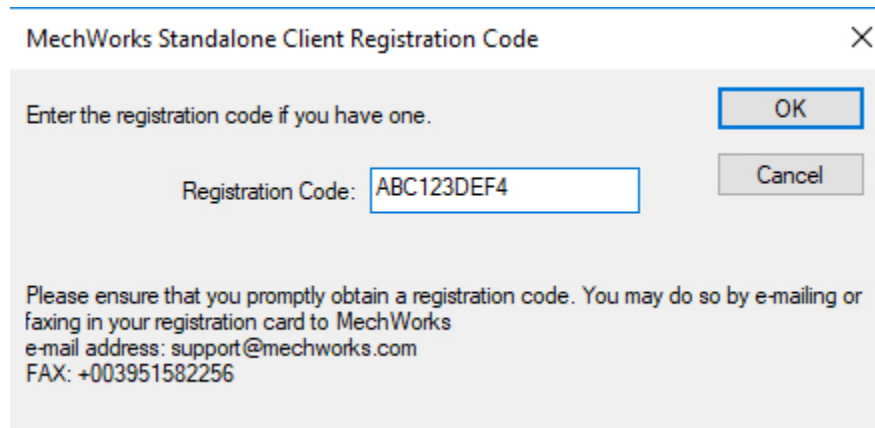 MechWorks Standalone Client Registration Code
Enter the registration code if you have one.
OK
Registration Code: ABC123DEF4
Cancel
Please ensure that you promptly obtain a registration code. You may do so by e-mailing or
faxing in your registration card to MechWorks
e-mail address: support@mechworks.com
FAX: +003951582256